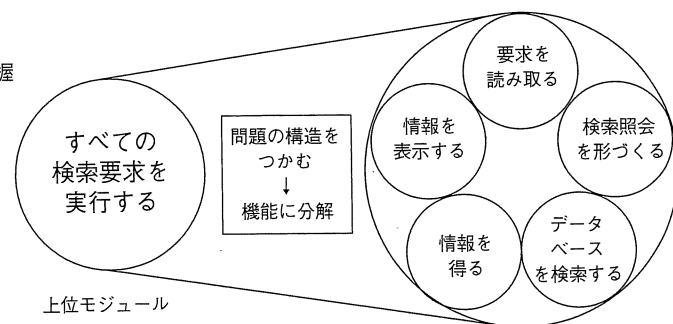 握
すべての
検索要求を
実行する
上位モジュール
問題の構造を
つかむ
↓
機能に分解
要求を
読み取る
検索照会
を形づくる
データ
ベース
を検索する
情報を
得る
情報を
表示する